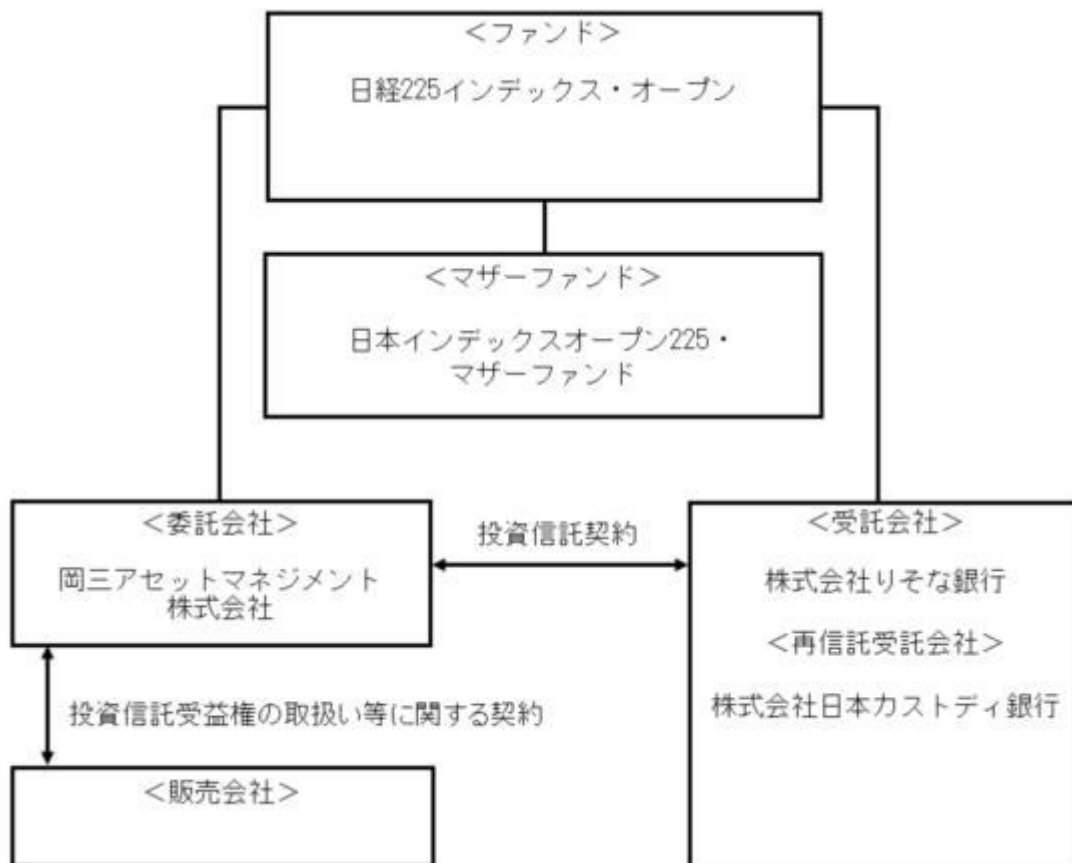 ＜ファンド＞
日経225インデックス・オープン
＜マザーファンド＞
日本インデックスオープン225・
マザーファンド
＜委託会社＞
岡三アセットマネジメント
株式会社
投資信託契約
＜受託会社＞
株式会社りそな銀行
＜再信託受託会社＞
株式会社日本カストディ銀行
投資信託受益権の取扱い等に関する契約
＜販売会社＞